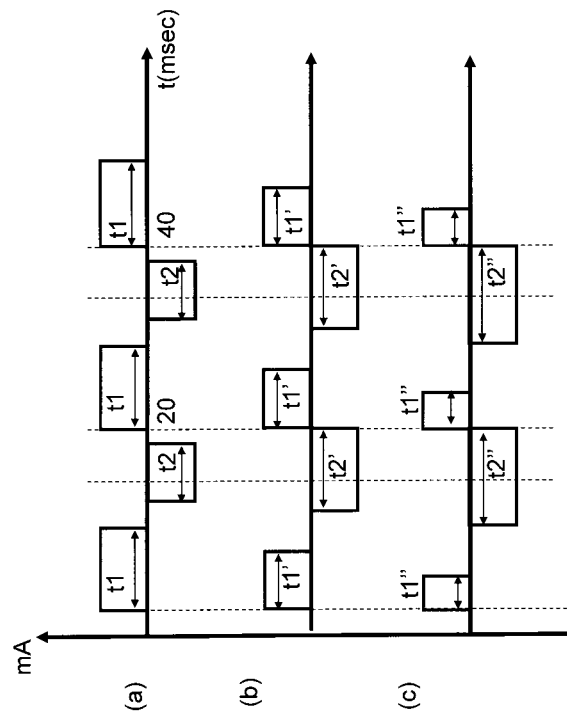 mA
(a)
t1
t2
t1
t2
t1
20
40
t(msec)
(b)
t1'
t2'
t1'
t2'
t1'
(c)
t1"
t2"
t1"
t2"
t1"